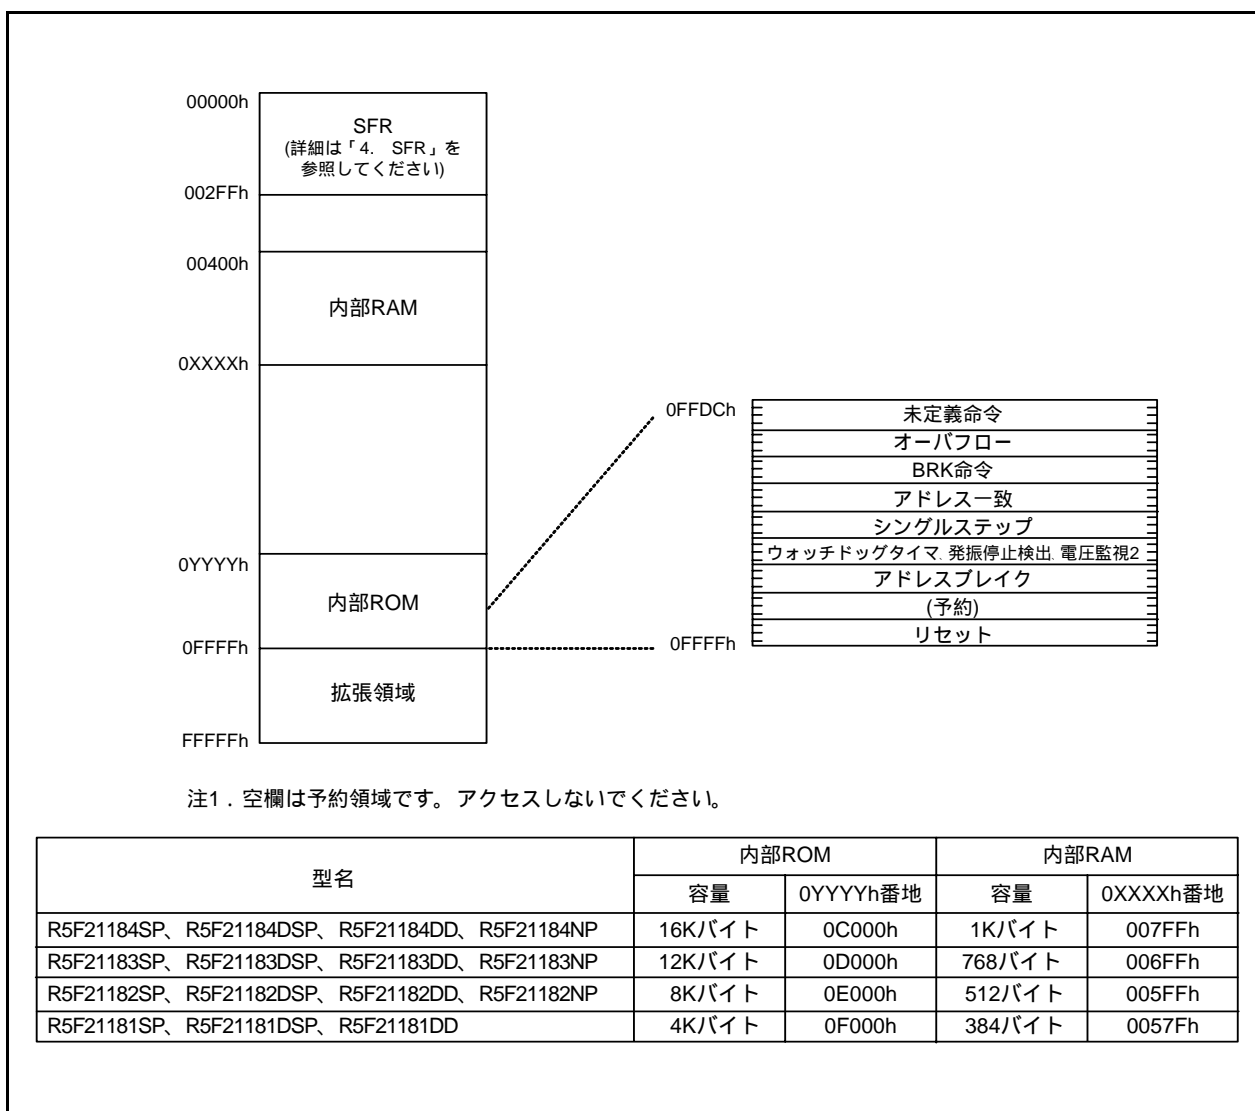 00000h
SFR
(詳細は「4. SFR」を
参照してください)
002FFh
00400h
内部RAM
0XXXXh
0YYYYh
内部ROM
0FFFFh
拡張領域
FFFFFh
0FFDCh
未定義命令
オーバフロー
BRK命令
アドレス一致
シングルステップ
ウォッチドッグタイマ、発振停止検出、電圧監視2
アドレスブレイク
(予約)
リセット
0FFFFh
注1．空欄は予約領域です。アクセスしないでください。
型名 内部ROM 内部RAM
容量 0YYYYh番地 容量 0XXXXh番地
R5F21184SP、R5F21184DSP、R5F21184DD、R5F21184NP 16Kバイト 0C000h 1Kバイト 007FFh
R5F21183SP、R5F21183DSP、R5F21183DD、R5F21183NP 12Kバイト 0D000h 768バイト 006FFh
R5F21182SP、R5F21182DSP、R5F21182DD、R5F21182NP 8Kバイト 0E000h 512バイト 005FFh
R5F21181SP、R5F21181DSP、R5F21181DD 4Kバイト 0F000h 384バイト 0057Fh